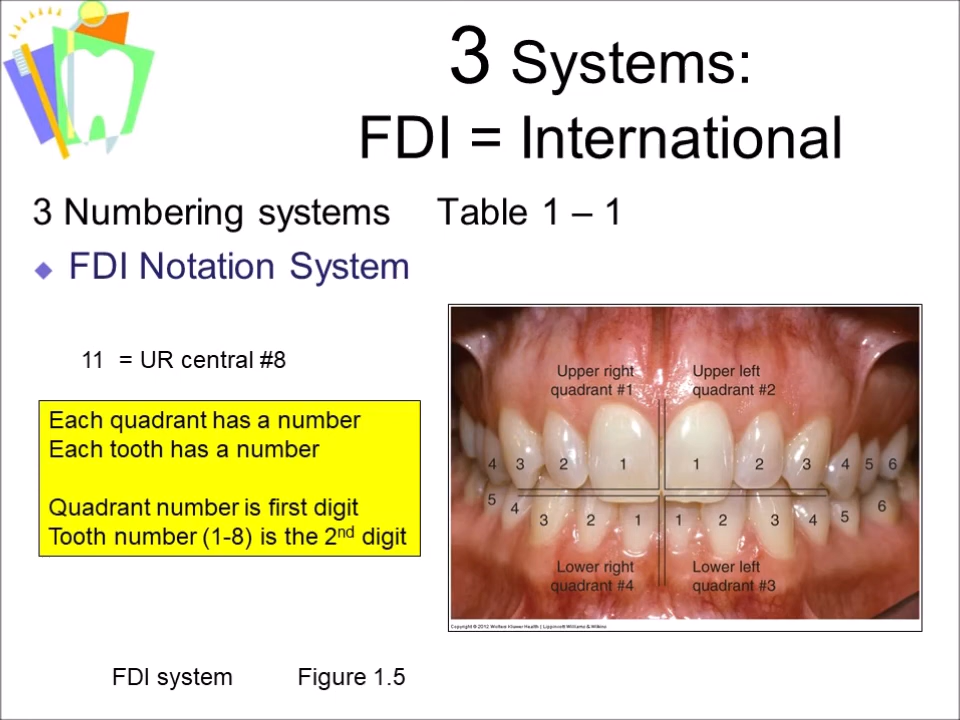 3 Systems:
FDI = International
3 Numbering systems Table 1 – 1
FDI Notation System
11 = UR central #8
Each quadrant has a number
Each tooth has a number
Quadrant number is first digit
Tooth number (1-8) is the 2nd digit
Upper right
quadrant #1
Upper left
quadrant #2
4 3 2 1 1 2 3 4 5 6
5 4 3 2 1 1 2 3 4 5 6
Lower right
quadrant #4
Lower left
quadrant #3
Copyright © 2012 Wolters Kluwer Health | Lippincott Williams & Wilkins
FDI system Figure 1.5